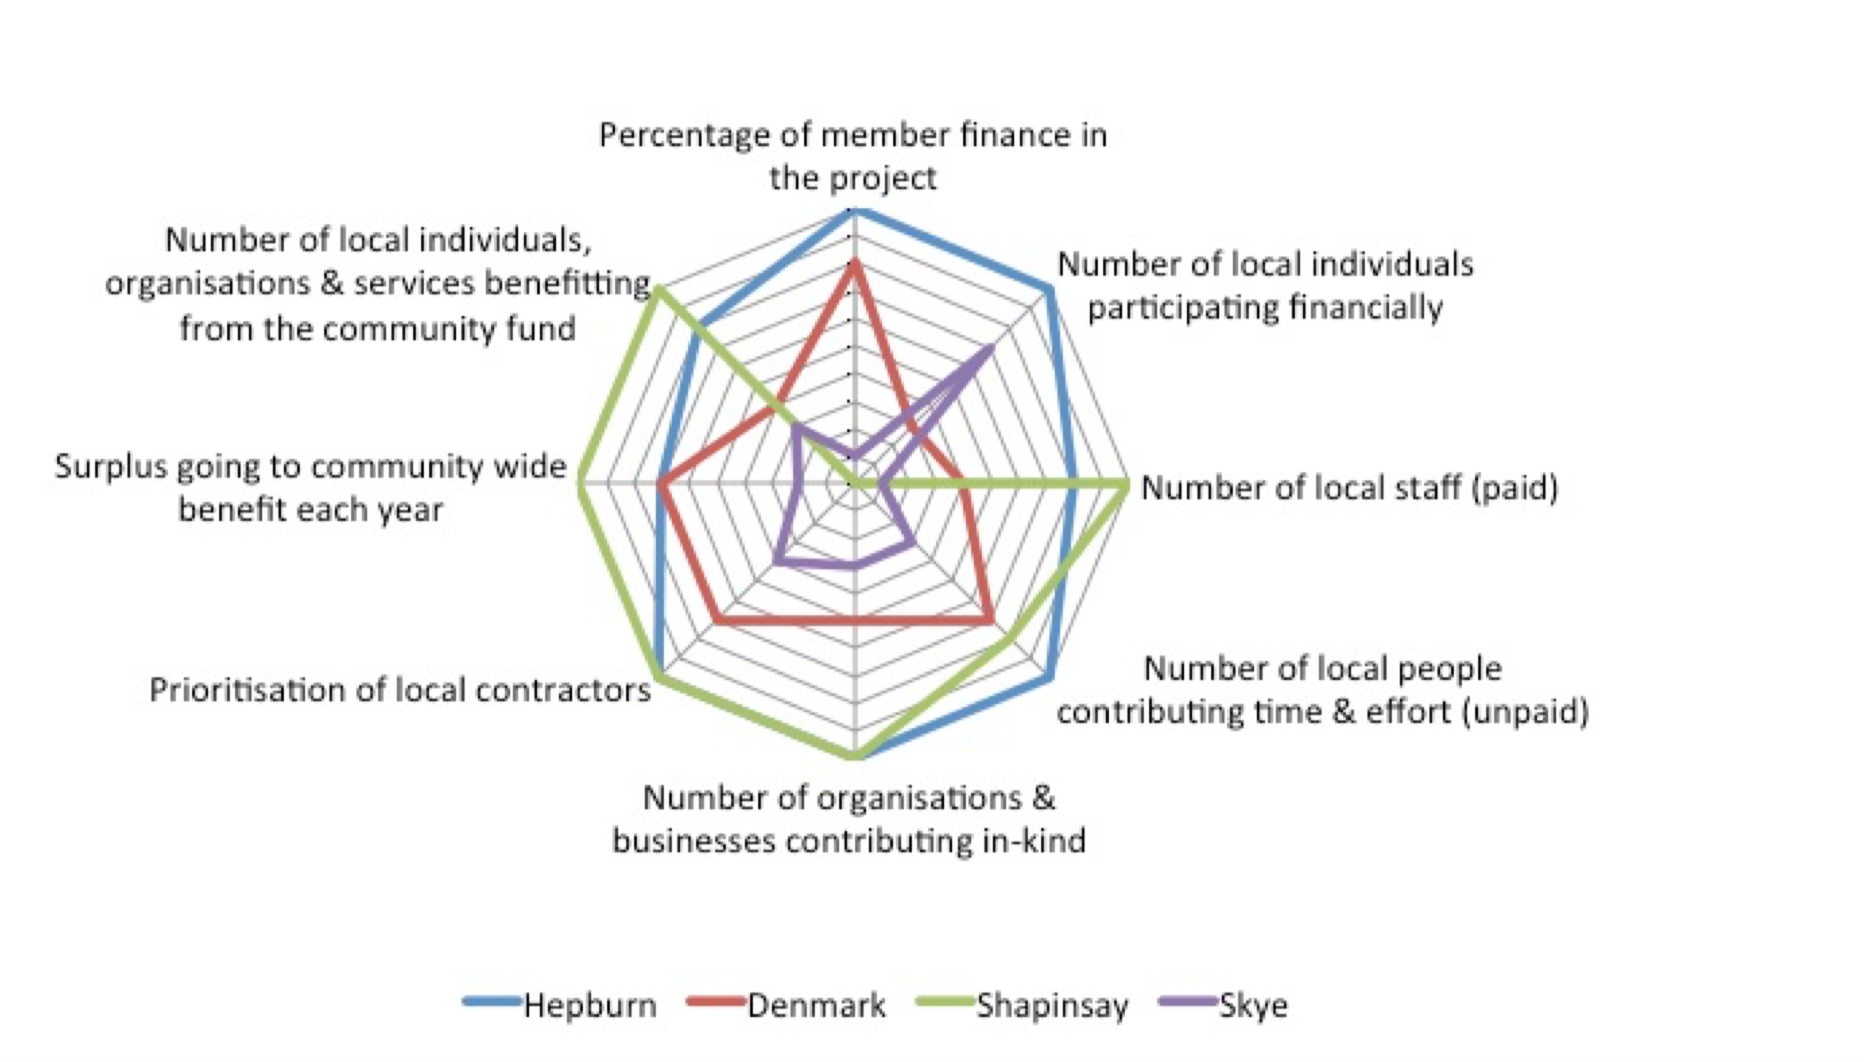 Percentage of member finance in
the project
Number of local individuals
participating financially
Number of local staff (paid)
Number of local people
contributing time & effort (unpaid)
Number of organisations &
businesses contributing in-kind
Prioritisation of local contractors
Surplus going to community wide
benefit each year
Number of local individuals,
organisations & services benefitting
from the community fund
Hepburn Denmark Shapinsay Skye